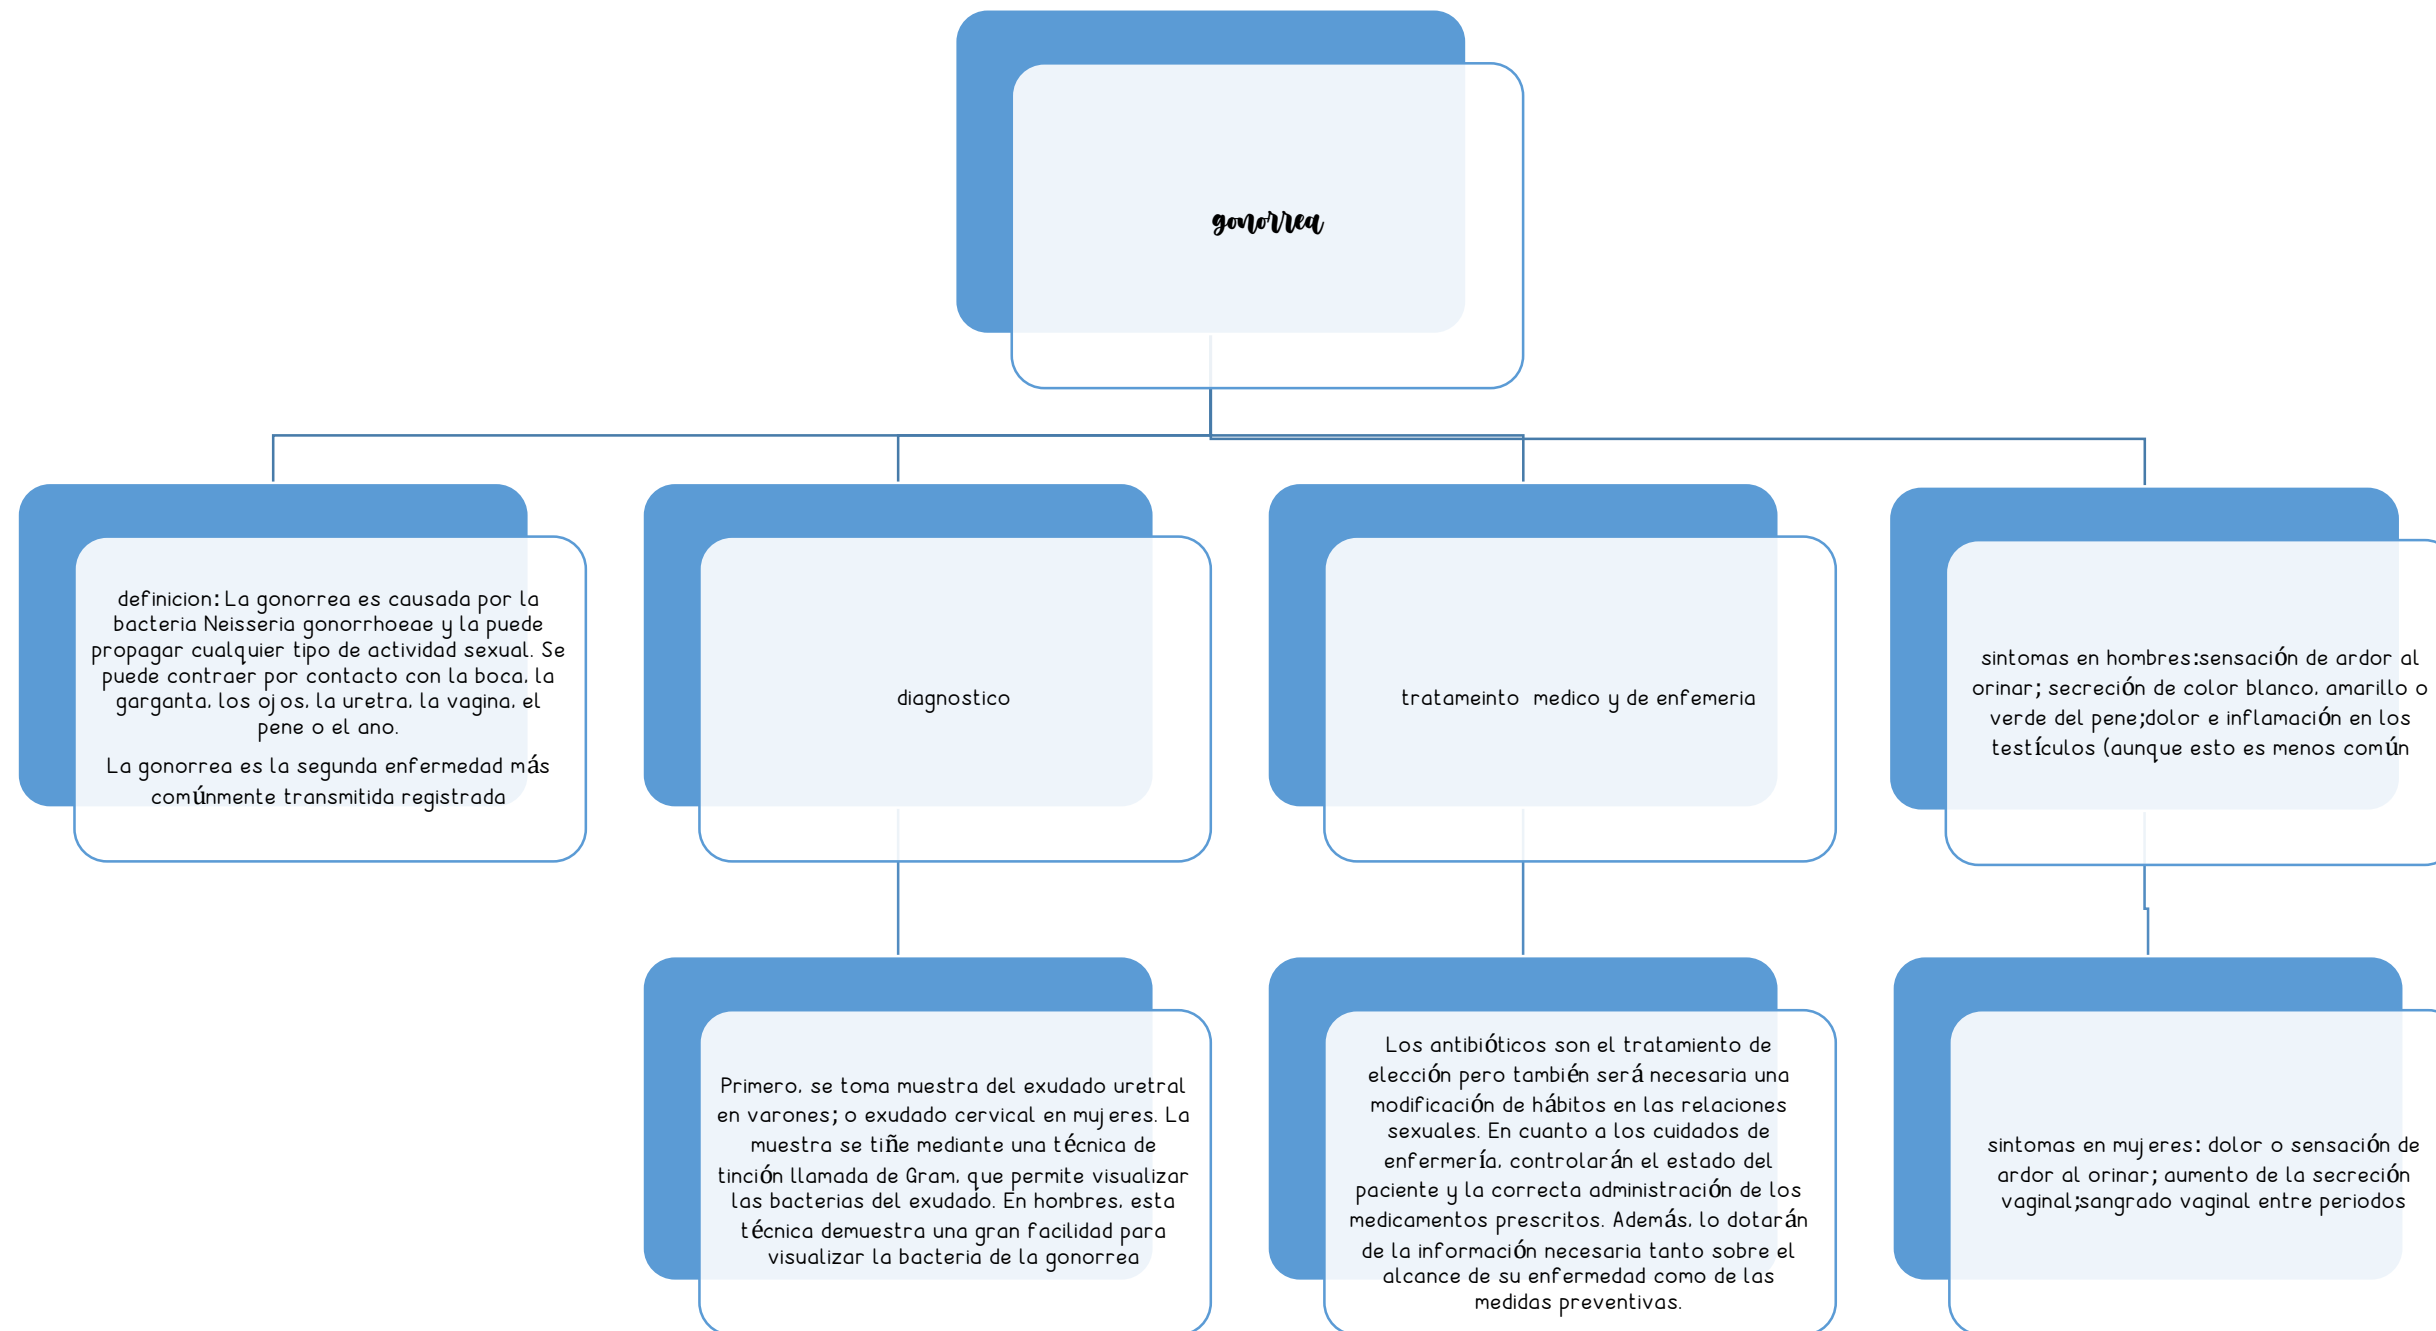 gonorrea
definicion: La gonorrea es causada por la
bacteria Neisseria gonorrhoeae y la puede
propagar cualquier tipo de actividad sexual. Se
puede contraer por contacto con la boca, la
garganta, los ojos, la uretra, la vagina, el
pene o el ano.
La gonorrea es la segunda enfermedad más
comúnmente transmitida registrada
diagnostico
Primero, se toma muestra del exudado uretral
en varones; o exudado cervical en mujeres. La
muestra se tiñe mediante una técnica de
tinción llamada de Gram, que permite visualizar
las bacterias del exudado. En hombres, esta
técnica demuestra una gran facilidad para
visualizar la bacteria de la gonorrea
tratameinto medico y de enfemeria
Los antibióticos son el tratamiento de
elección pero también será necesaria una
modificación de hábitos en las relaciones
sexuales. En cuanto a los cuidados de
enfermería, controlarán el estado del
paciente y la correcta administración de los
medicamentos prescritos. Además, lo dotarán
de la información necesaria tanto sobre el
alcance de su enfermedad como de las
medidas preventivas.
sintomas en hombres:sensación de ardor al
orinar; secreción de color blanco, amarillo o
verde del pene;dolor e inflamación en los
testículos (aunque esto es menos común
sintomas en mujeres: dolor o sensación de
ardor al orinar; aumento de la secreción
vaginal;sangrado vaginal entre periodos